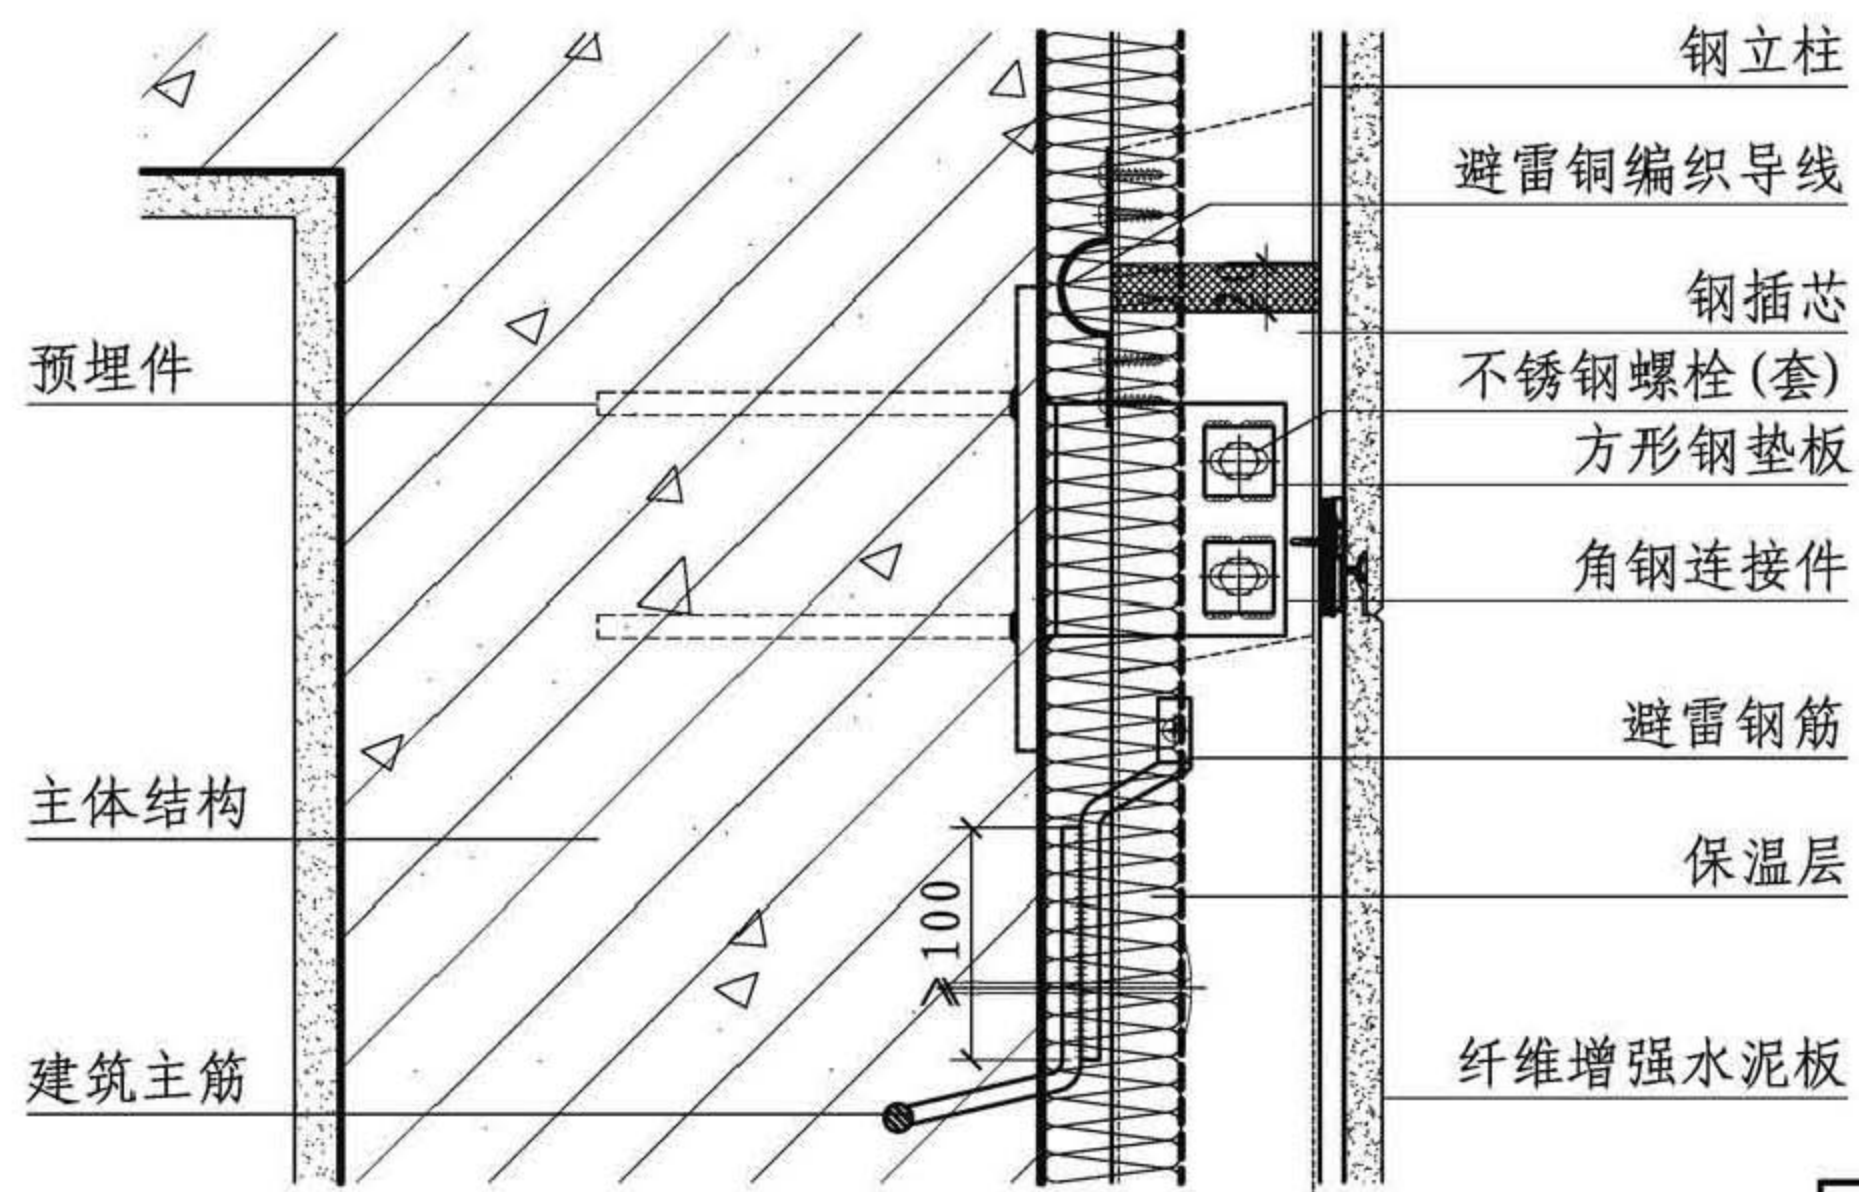 钢立柱
避雷铜编织导线
钢插芯
预埋件
不锈钢螺栓(套)
方形钢垫板
角钢连接件
避雷钢筋
主体结构
保温层
≥100
建筑主筋
纤维增强水泥板